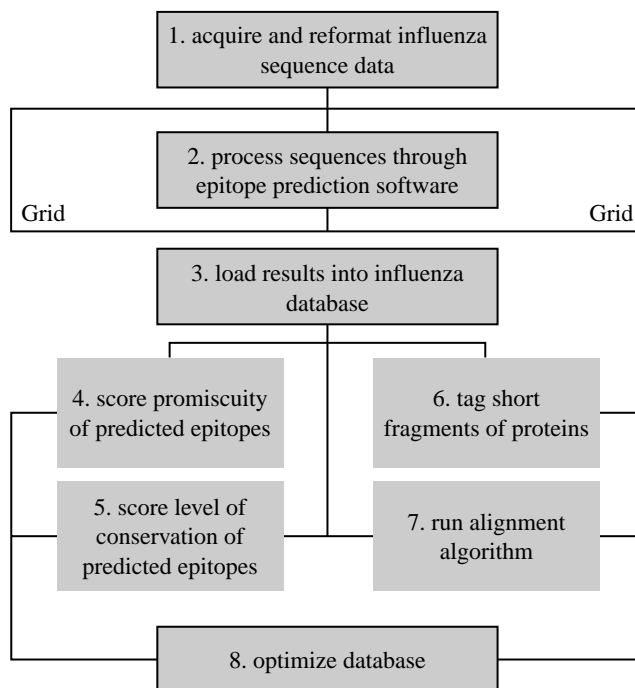 1. acquire and reformat influenza
sequence data
2. process sequences through
epitope prediction software
Grid
Grid
3. load results into influenza
database
4. score promiscuity
of predicted epitopes
6. tag short
fragments of proteins
5. score level of
conservation of
predicted epitopes
7. run alignment
algorithm
8. optimize database